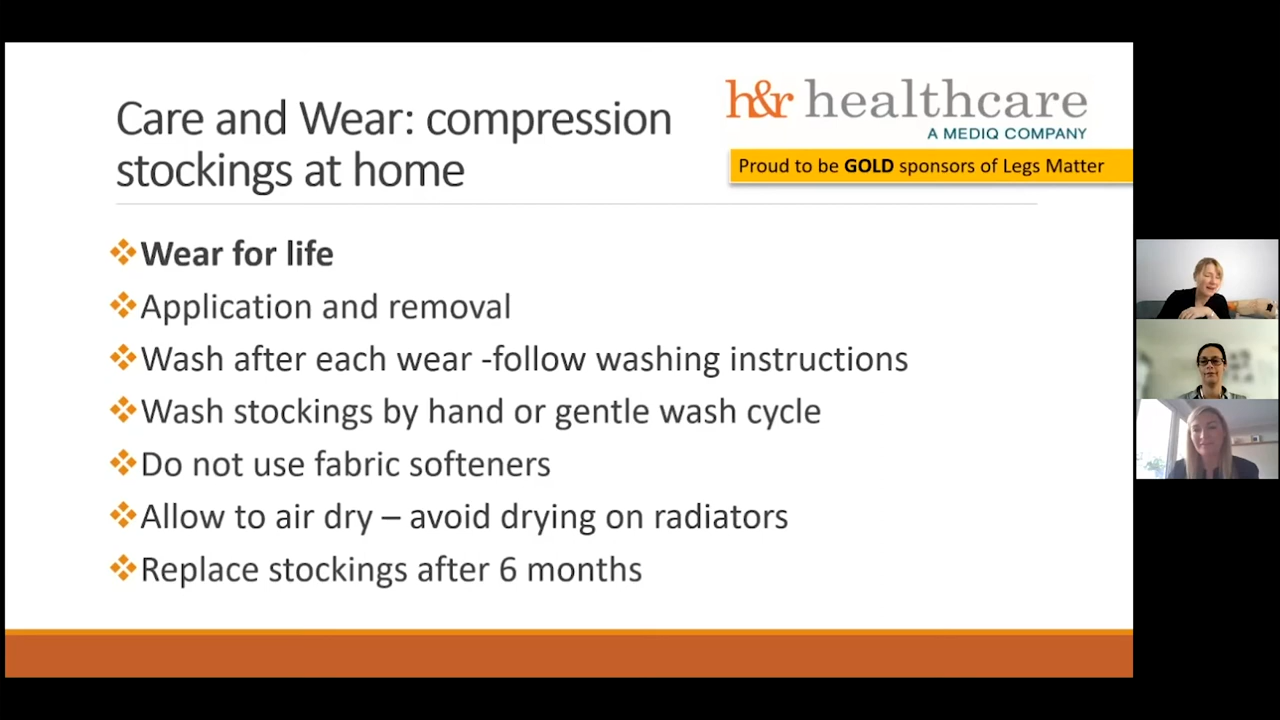 Care and Wear: compression
stockings at home
h&r healthcare
A MEDIQ COMPANY
Proud to be GOLD sponsors of Legs Matter
Wear for life
Application and removal
Wash after each wear -follow washing instructions
Wash stockings by hand or gentle wash cycle
Do not use fabric softeners
Allow to air dry – avoid drying on radiators
Replace stockings after 6 months